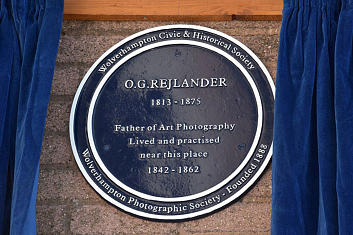 Wolverhampton Civic & Historical Society
O.G.REJLANDER
1813 - 1875
Father of Art Photography
Lived and practised
near this place
1842 - 1862
Wolverhampton Photographic Society - Founded 1888